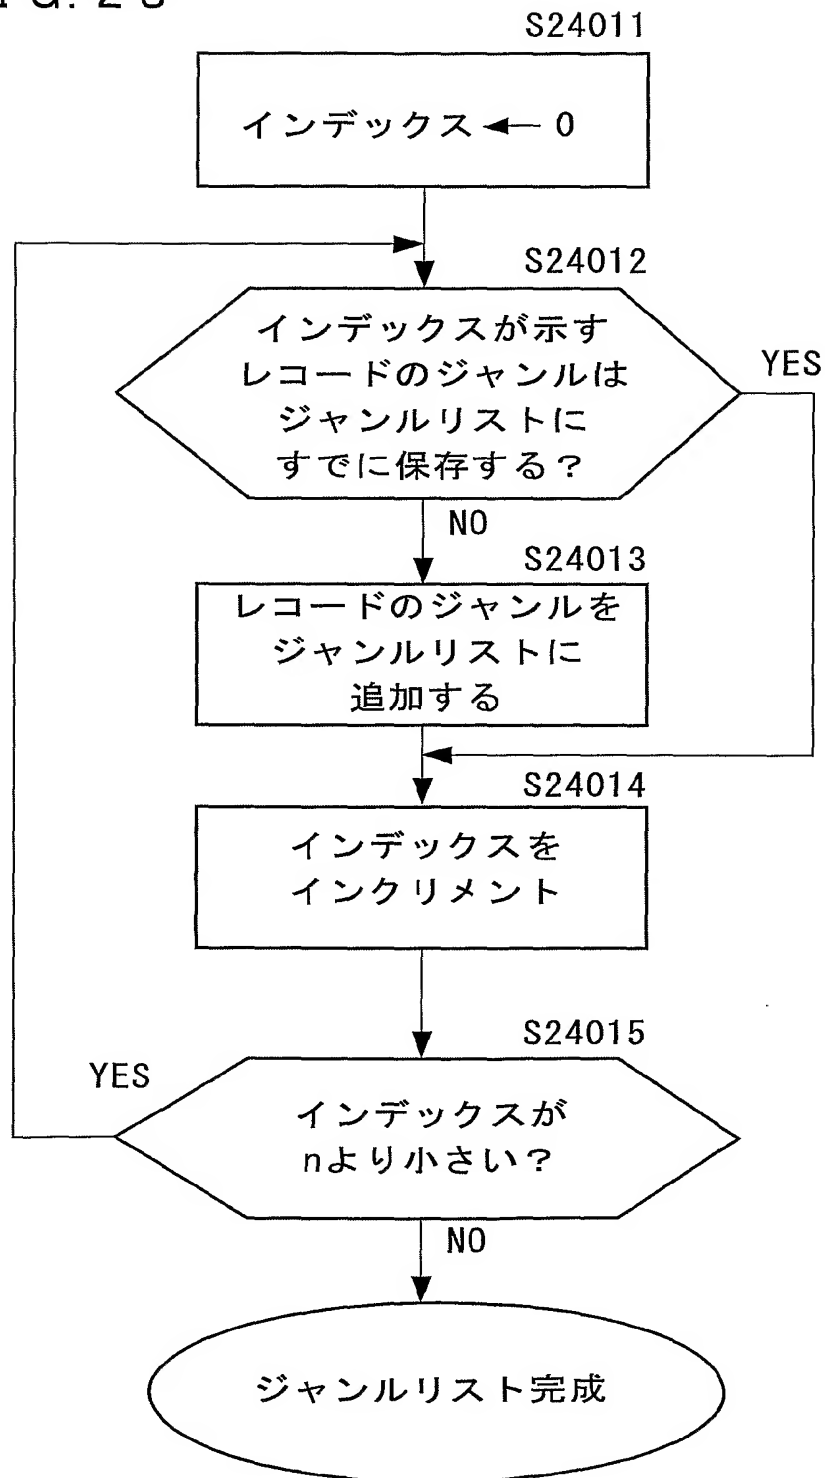 S24011
インデックス ← 0
S24012
インデックスが示す
レコードのジャンルは
ジャンルリストに
すでに保存する?
YES
NO
S24013
レコードのジャンルを
ジャンルリストに
追加する
S24014
インデックスを
インクリメント
S24015
YES
インデックスが
nより小さい?
NO
ジャンルリスト完成